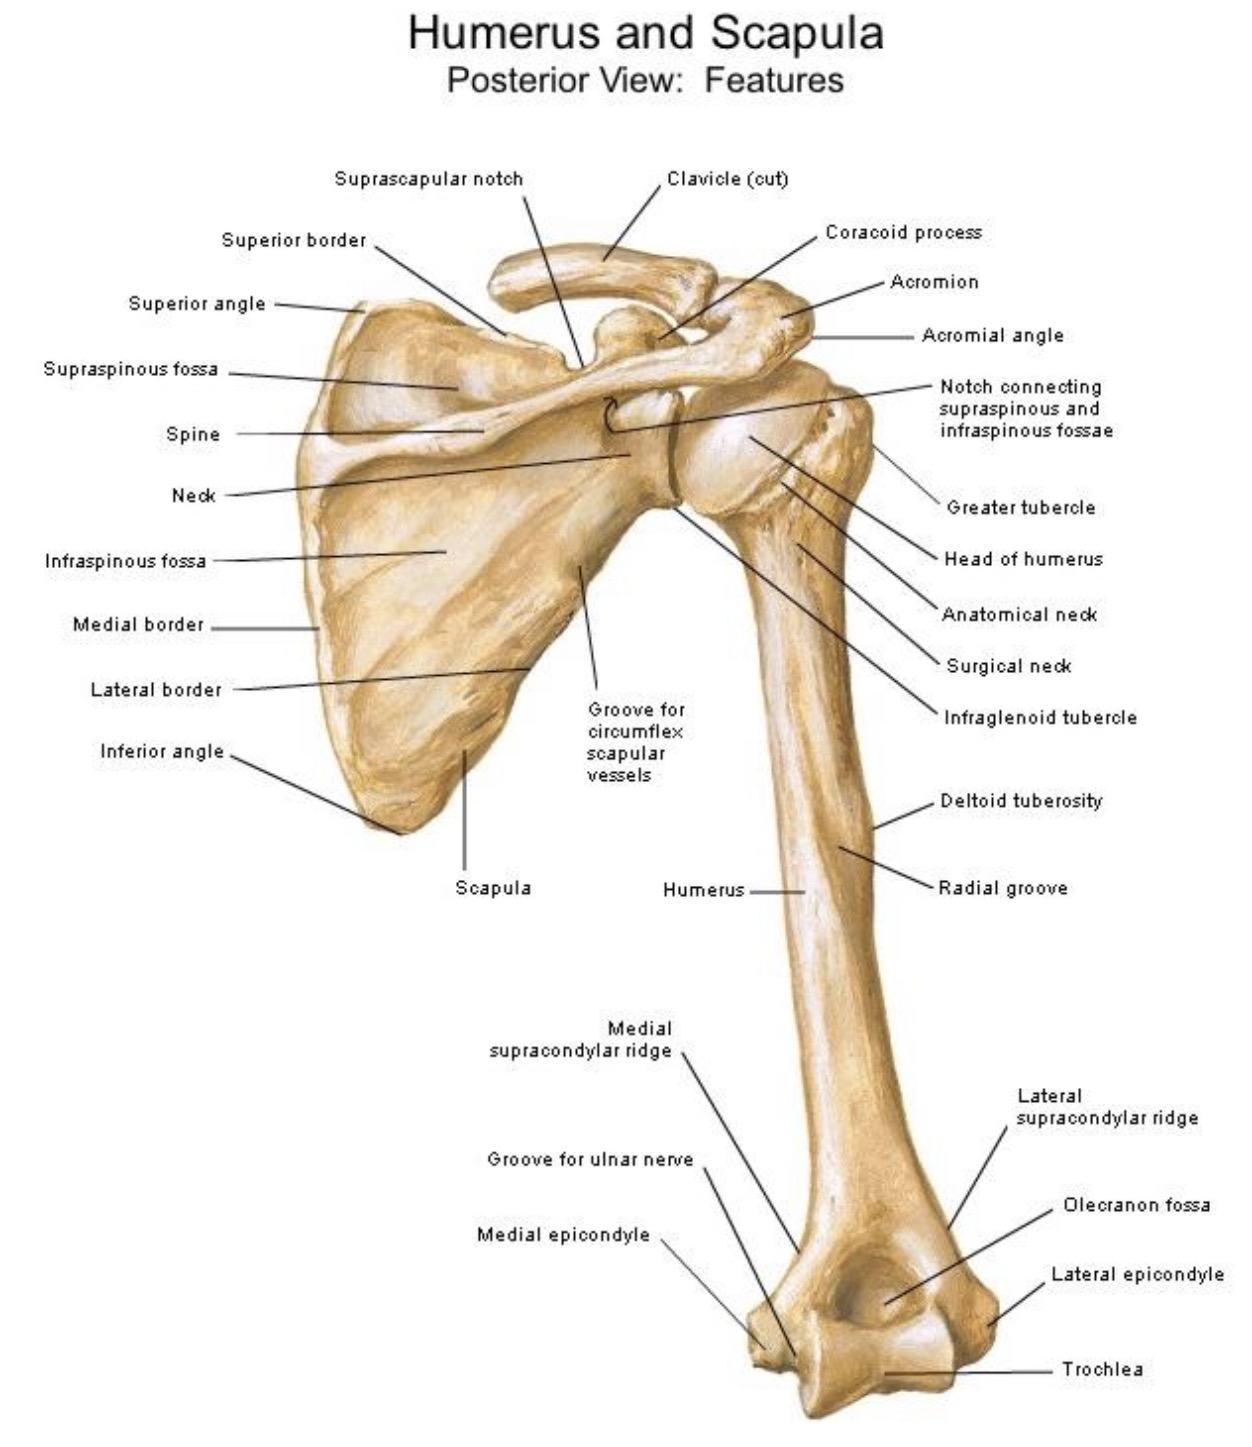 Humerus and Scapula
Posterior View: Features
Suprascapular notch
Clavicle (cut)
Superior border
Coracoid process
Superior angle
Acromion
Acromial angle
Supraspinous fossa
Notch connecting
supraspinous and
infraspinous fossae
Spine
Neck
Greater tubercle
Infraspinous fossa
Head of humerus
Medial border
Anatomical neck
Surgical neck
Lateral border
Groove for
circumflex
scapular
vessels
Infraglenoid tubercle
Inferior angle
Deltoid tuberosity
Scapula
Humerus
Radial groove
Medial
supracondylar ridge
Lateral
supracondylar ridge
Groove for ulnar nerve
Olecranon fossa
Medial epicondyle
Lateral epicondyle
Trochlea